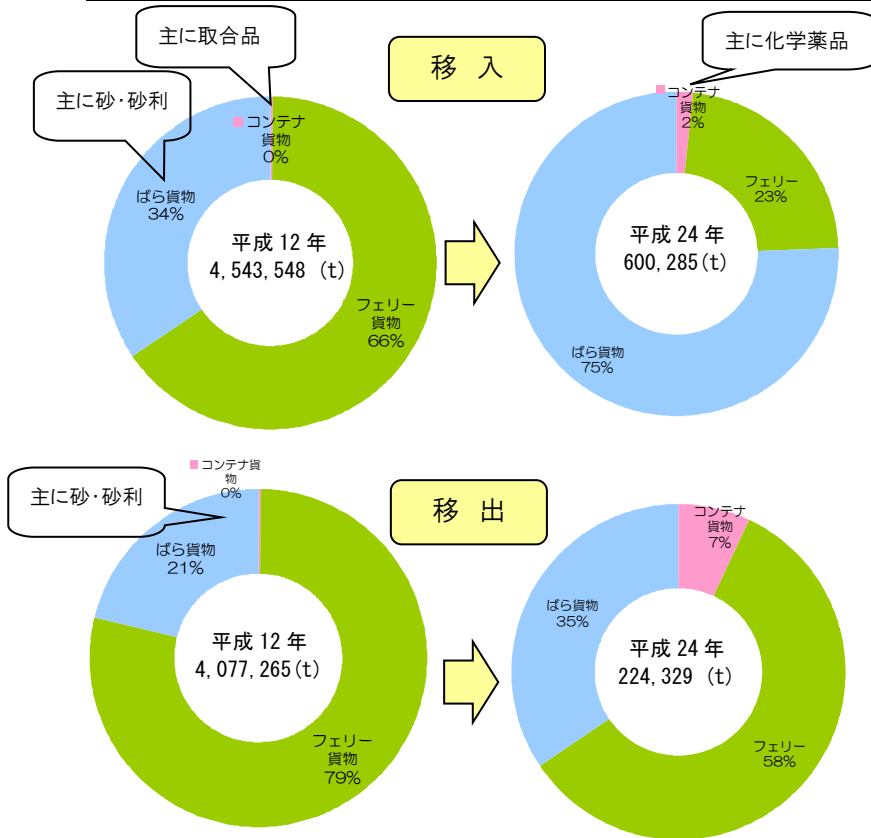 主に取合品
移 入
主に化学薬品
主に砂・砂利
コンテナ
貨物
0%
ばら貨物
34%
平成 12 年
4,543,548 (t)
フェリー
貨物
66%
コンテナ
貨物
2%
フェリー
23%
平成 24 年
600,285(t)
ばら貨物
75%
主に砂・砂利
コンテナ貨
物
0%
移 出
ばら貨物
21%
平成 12 年
4,077,265(t)
フェリー
貨物
79%
コンテナ
貨物
7%
ばら貨物
35%
平成 24 年
224,329 (t)
フェリー
58%